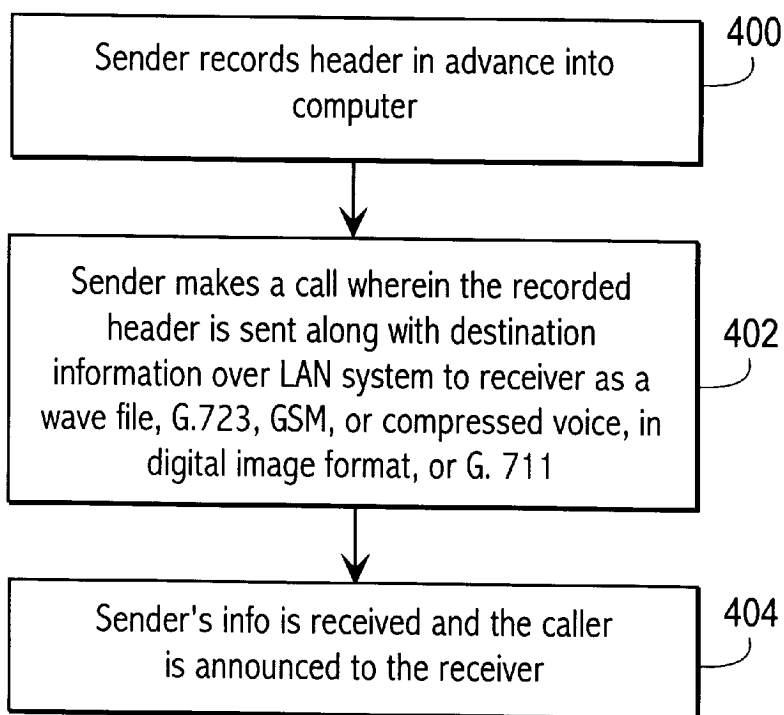 Sender records header in advance into
computer
400
Sender makes a call wherein the recorded
header is sent along with destination
information over LAN system to receiver as a
wave file, G.723, GSM, or compressed voice, in
digital image format, or G. 711
402
Sender's info is received and the caller
is announced to the receiver
404